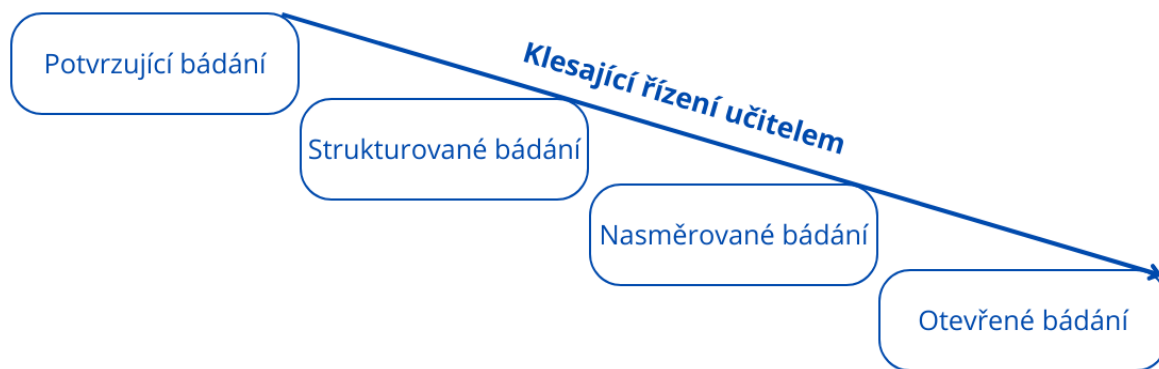 Potvrzující bádání
Klesající řízení učitelem
Strukturované bádání
Nasměrované bádání
Otevřené bádání